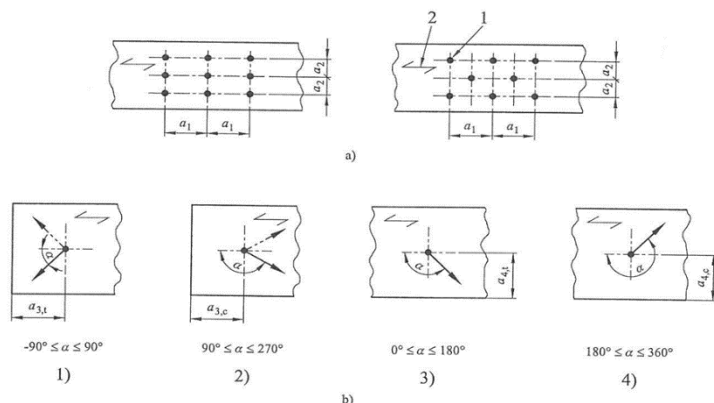 2 1
a₂
a₂
a₁ a₁
a₂
a₂
a₁ a₁
a)
α
a₃,t
α
a₃,c
α
a₄,t
α
a₄,c
-90° ≤ α ≤ 90°
90° ≤ α ≤ 270°
0° ≤ α ≤ 180°
180° ≤ α ≤ 360°
1)
2)
3)
4)
b)